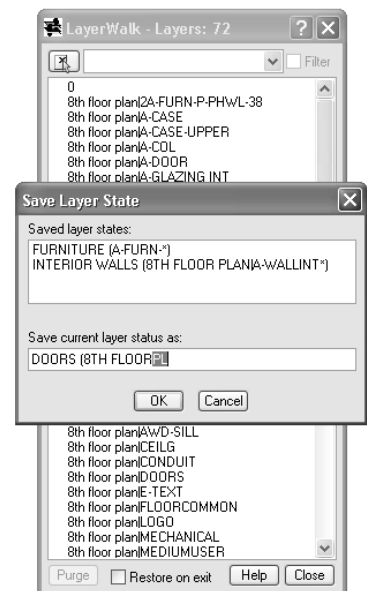 LayerWalk - Layers: 72
Filter
0
8th floor plan|2A-FURN-P-PHWL-38
8th floor plan|A-CASE
8th floor plan|A-CASE-UPPER
8th floor plan|A-COL
8th floor plan|A-DOOR
8th floor plan|A-GLAZING INT
Save Layer State
Saved layer states:
FURNITURE (A-FURN-*)
INTERIOR WALLS (8TH FLOOR PLAN|A-WALLINT*)
Save current layer status as:
DOORS (8TH FLOORPL
OK Cancel
8th floor plan|AWD-SILL
8th floor plan|CEILG
8th floor plan|CONDUIT
8th floor plan|DOORS
8th floor plan|E-TEXT
8th floor plan|FLOORCOMMON
8th floor plan|LOGO
8th floor plan|MECHANICAL
8th floor plan|MEDIUMUSER
Purge Restore on exit Help Close